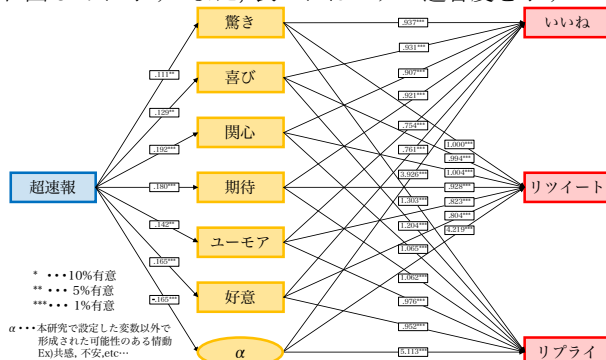 驚き
喜び
関心
期待
ユーモア
好意
α
超速報
いいね
リツイート
リプライ
.111**
.129**
.192***
.180***
.142**
.165***
-.165***
.937***
.931***
.907***
.921***
.754***
.761***
3.926***
1.000***
.994***
1.004***
.928***
.823***
.804***
4.219***
1.303***
1.204***
1.065***
1.062***
.976***
.952***
5.113***
* ・・・10%有意
** ・・・ 5%有意
***・・・ 1%有意
α・・・本研究で設定した変数以外で
形成された可能性のある情動
Ex)共感, 不安,etc…